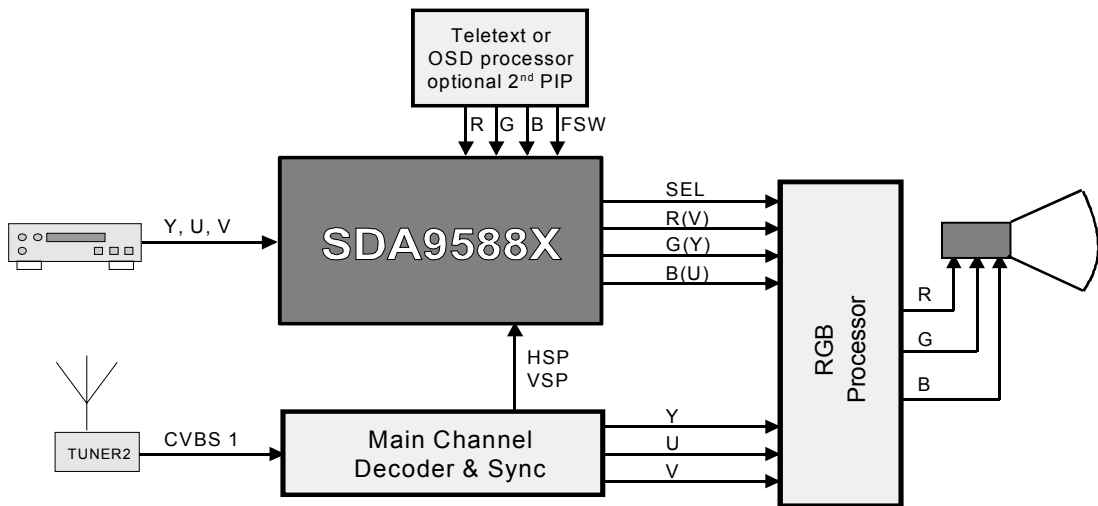 Teletext or
OSD processor
optional 2nd PIP
R G B FSW
Y, U, V
SDA9588X
SEL
R(V)
G(Y)
B(U)
HSP
VSP
RGB
Processor
R
G
B
TUNER2
CVBS 1
Main Channel
Decoder & Sync
Y
U
V